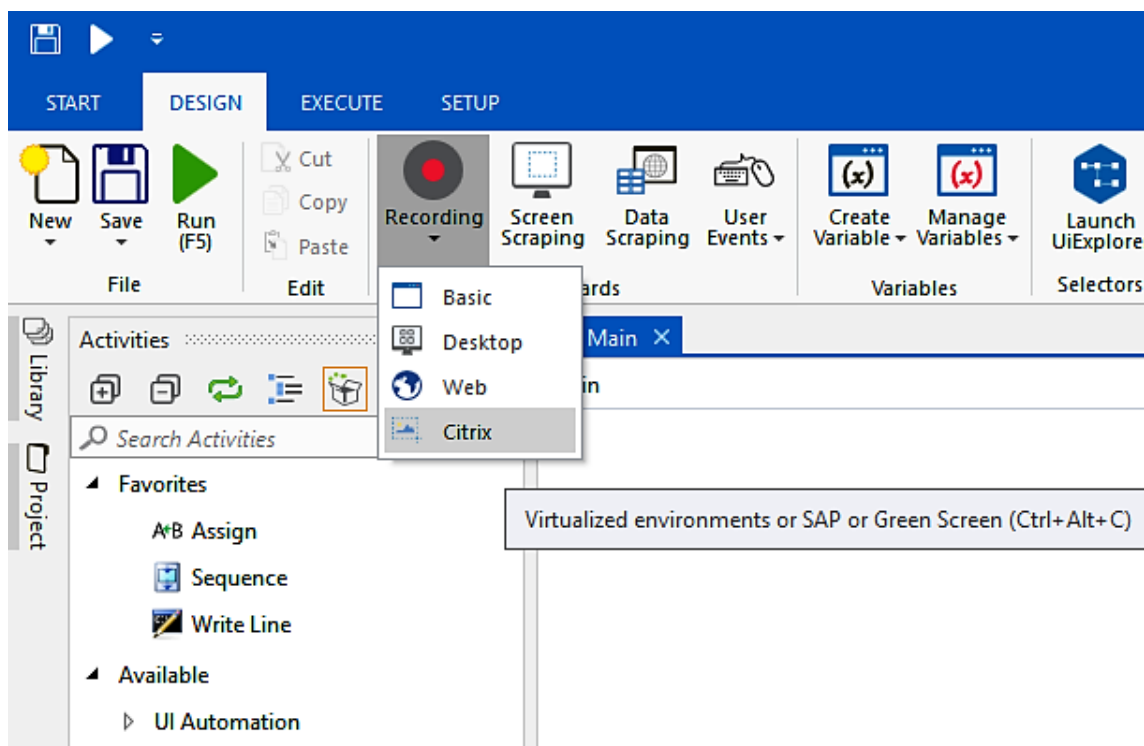 START DESIGN EXECUTE SETUP
New Save Run (F5)
Cut
Copy
Paste
Recording
Screen Scraping
Data Scraping
User Events
Create Variable
Manage Variables
Launch UiExplore
File Edit ards Variables Selectors
Basic
Desktop
Web
Citrix
Library
Project
Activities
Main
in
Search Activities
Virtualized environments or SAP or Green Screen (Ctrl+Alt+C)
Favorites
A+B Assign
Sequence
Write Line
Available
UI Automation